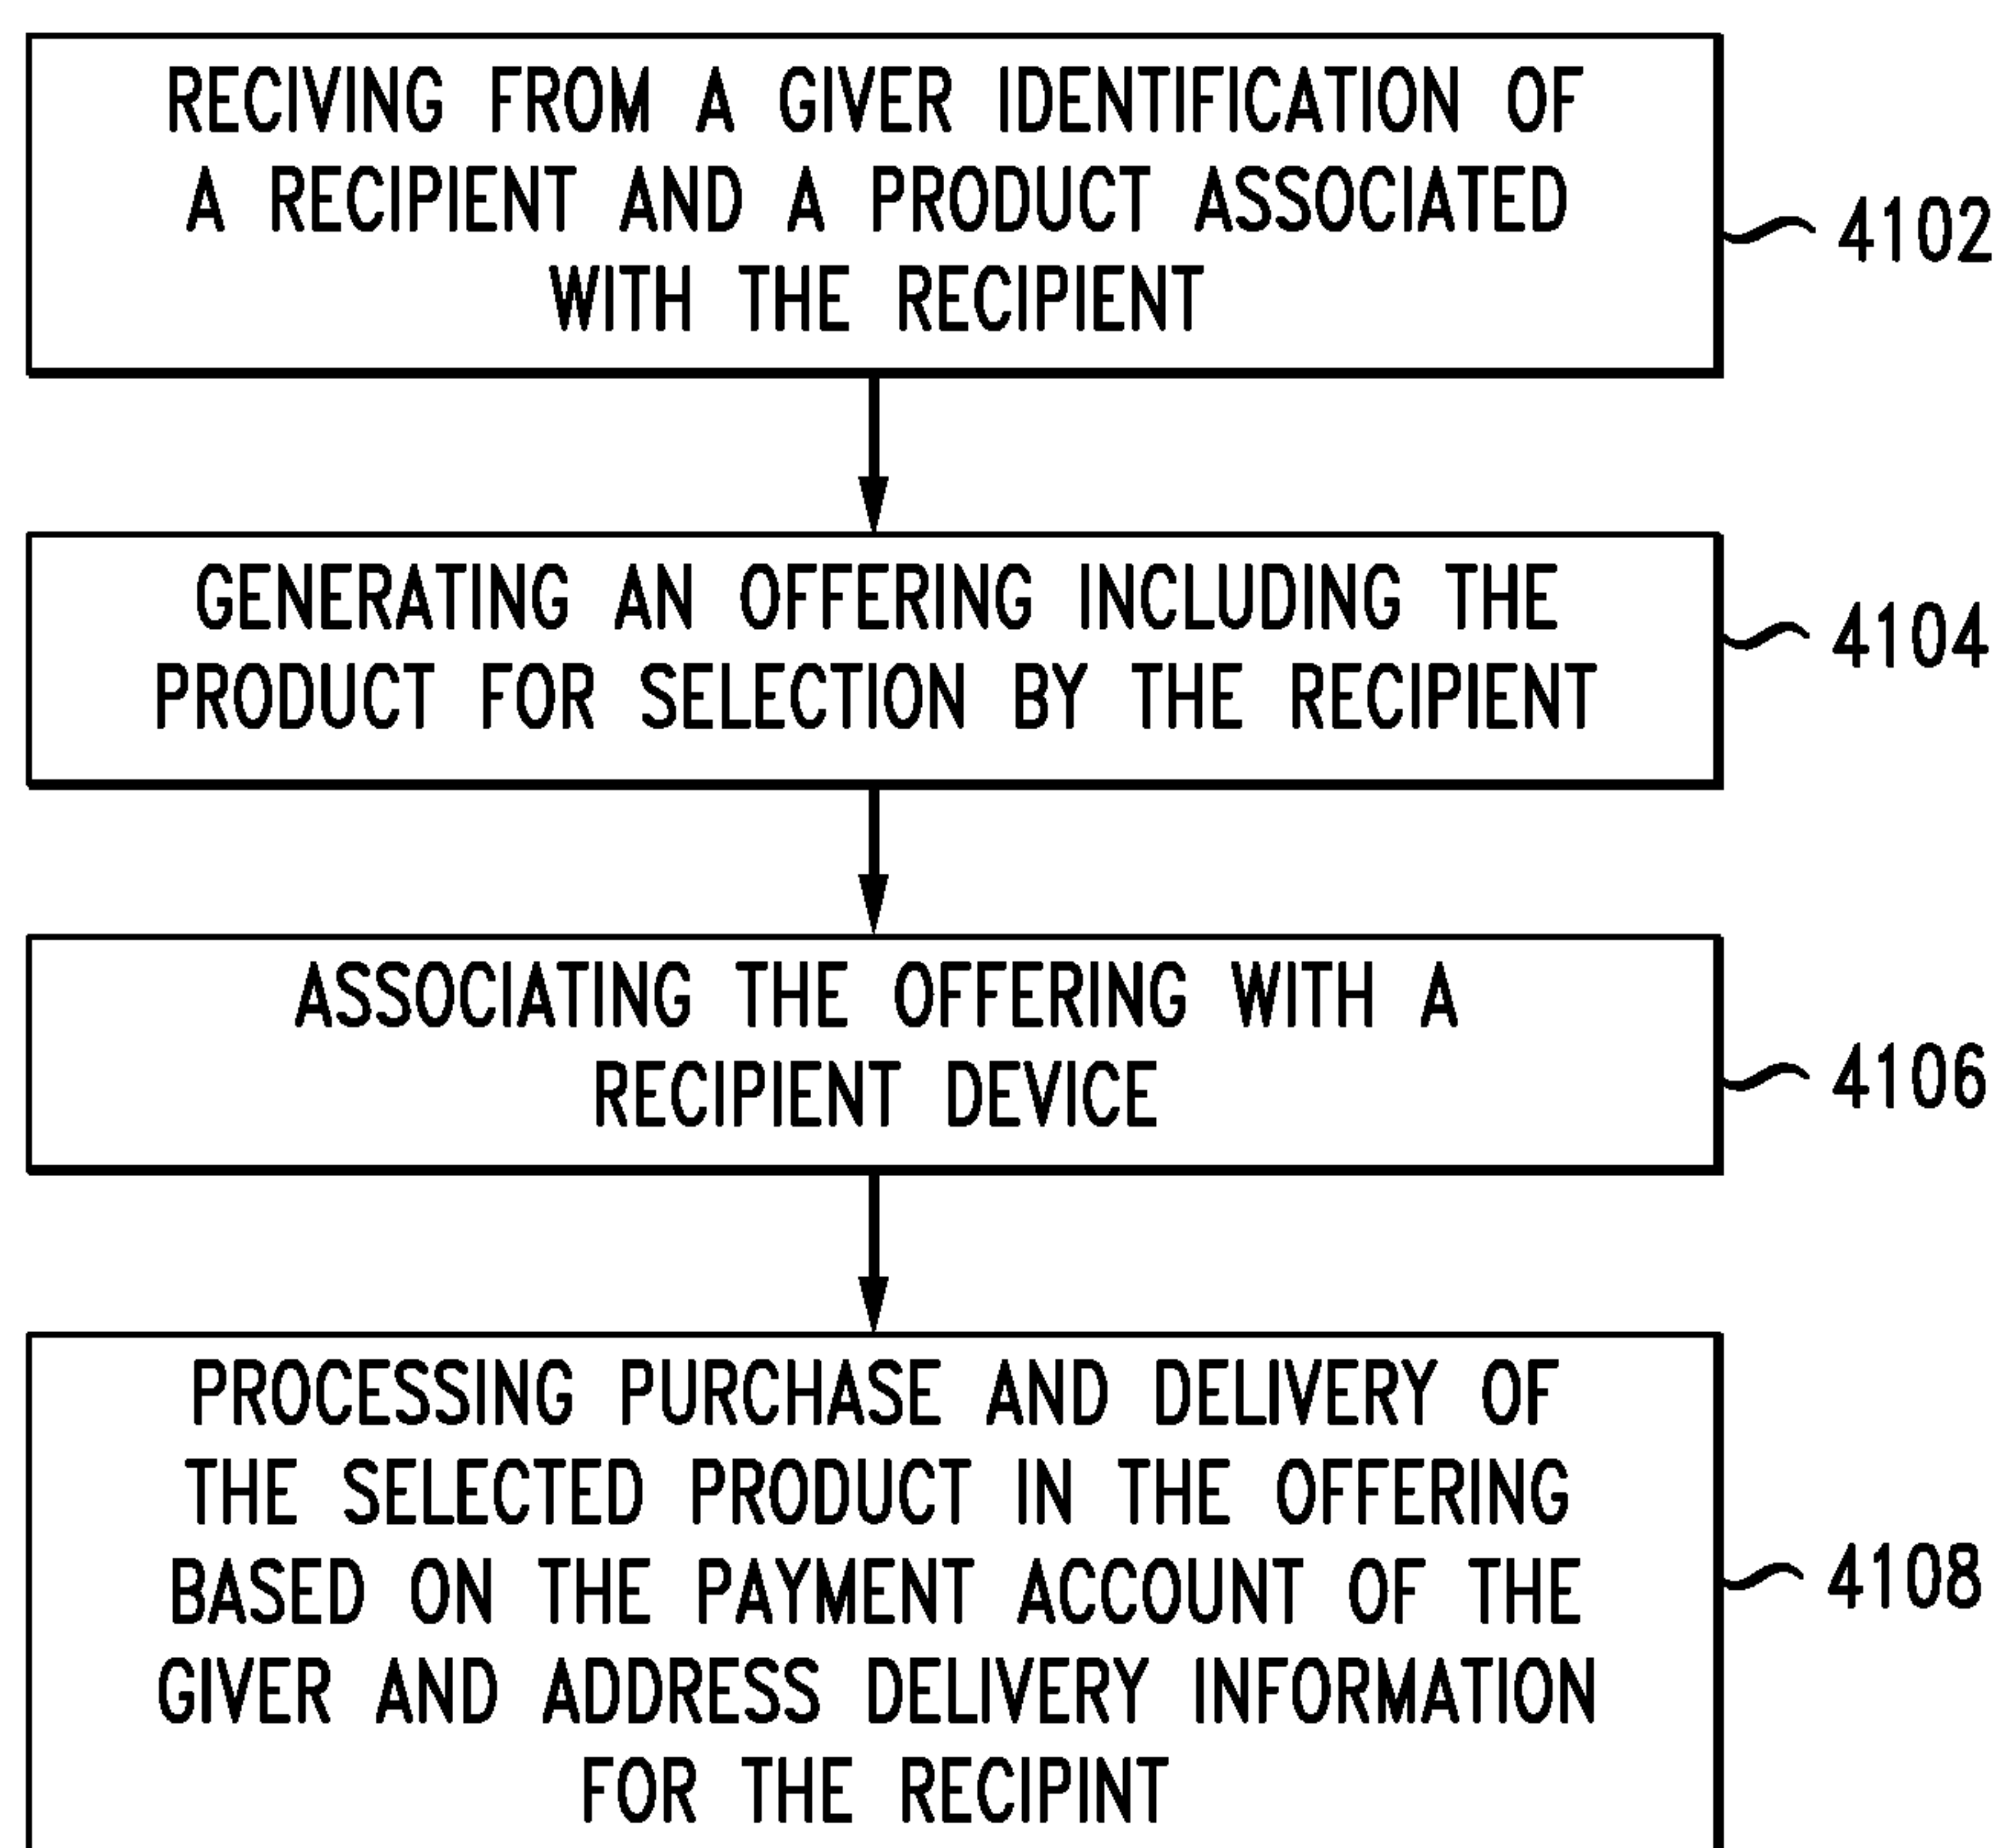 RECIVING FROM A GIVER IDENTIFICATION OF
A RECIPIENT AND A PRODUCT ASSOCIATED
WITH THE RECIPIENT
4102
GENERATING AN OFFERING INCLUDING THE
PRODUCT FOR SELECTION BY THE RECIPIENT
4104
ASSOCIATING THE OFFERING WITH A
RECIPIENT DEVICE
4106
PROCESSING PURCHASE AND DELIVERY OF
THE SELECTED PRODUCT IN THE OFFERING
BASED ON THE PAYMENT ACCOUNT OF THE
GIVER AND ADDRESS DELIVERY INFORMATION
FOR THE RECIPINT
4108